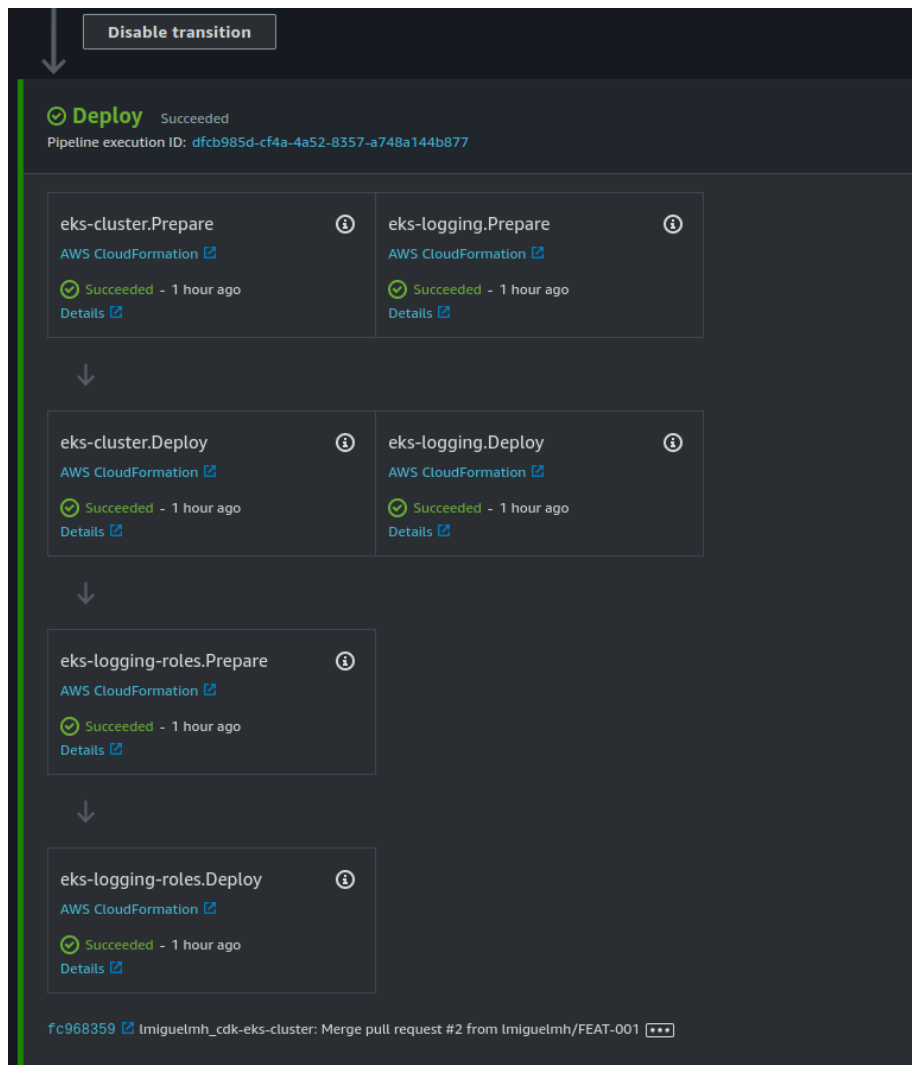 Disable transition
Deploy Succeeded
Pipeline execution ID: dfcb985d-cf4a-4a52-8357-a748a144b877
eks-cluster.Prepare
AWS CloudFormation
Succeeded - 1 hour ago
Details
eks-logging.Prepare
AWS CloudFormation
Succeeded - 1 hour ago
Details
eks-cluster.Deploy
AWS CloudFormation
Succeeded - 1 hour ago
Details
eks-logging.Deploy
AWS CloudFormation
Succeeded - 1 hour ago
Details
eks-logging-roles.Prepare
AWS CloudFormation
Succeeded - 1 hour ago
Details
eks-logging-roles.Deploy
AWS CloudFormation
Succeeded - 1 hour ago
Details
fc968359 lmiguelmh_cdk-eks-cluster: Merge pull request #2 from lmiguelmh/FEAT-001